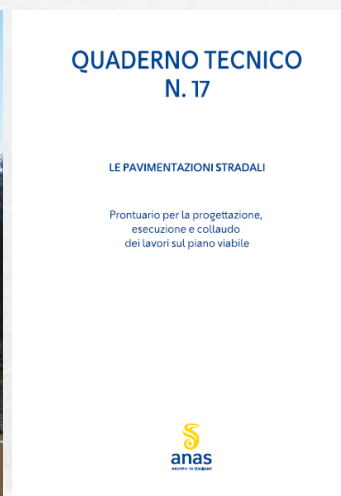 QUADERNO TECNICO
N. 17
LE PAVIMENTAZIONI STRADALI
Prontuario per la progettazione,
esecuzione e collaudo
dei lavori sul piano viabile
anas